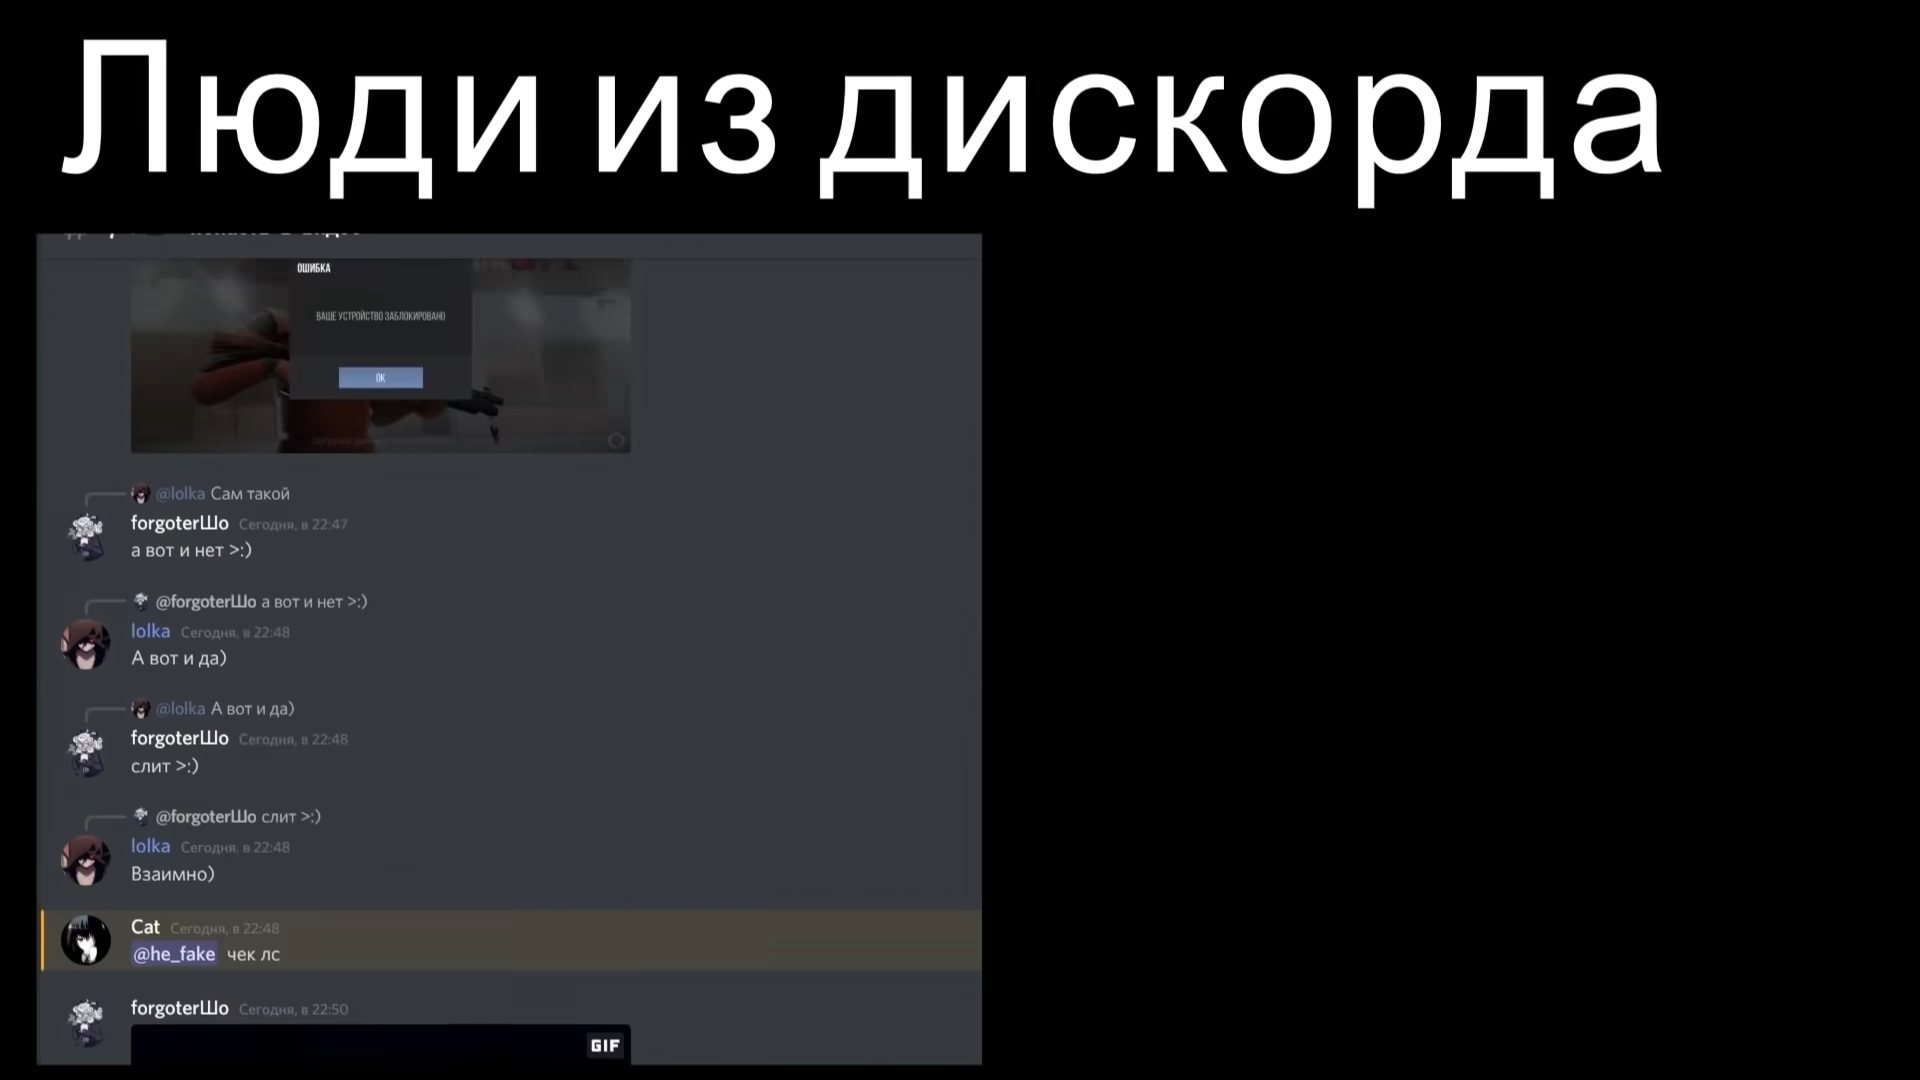 Люди из дискорда
ОШИБКА
ВАШЕ УСТРОЙСТВО ЗАБЛОКИРОВАНО
ОК
@lolka Сам такой
forgoterШо Сегодня, в 22:47
а вот и нет >:)
@forgoterШо а вот и нет >:)
lolka Сегодня, в 22:48
А вот и да)
@lolka А вот и да)
forgoterШо Сегодня, в 22:48
слит >:)
@forgoterШо слит >:)
lolka Сегодня, в 22:48
Взаимно)
Cat Сегодня, в 22:48
@he_fake чек лс
forgoterШо Сегодня, в 22:50
GIF